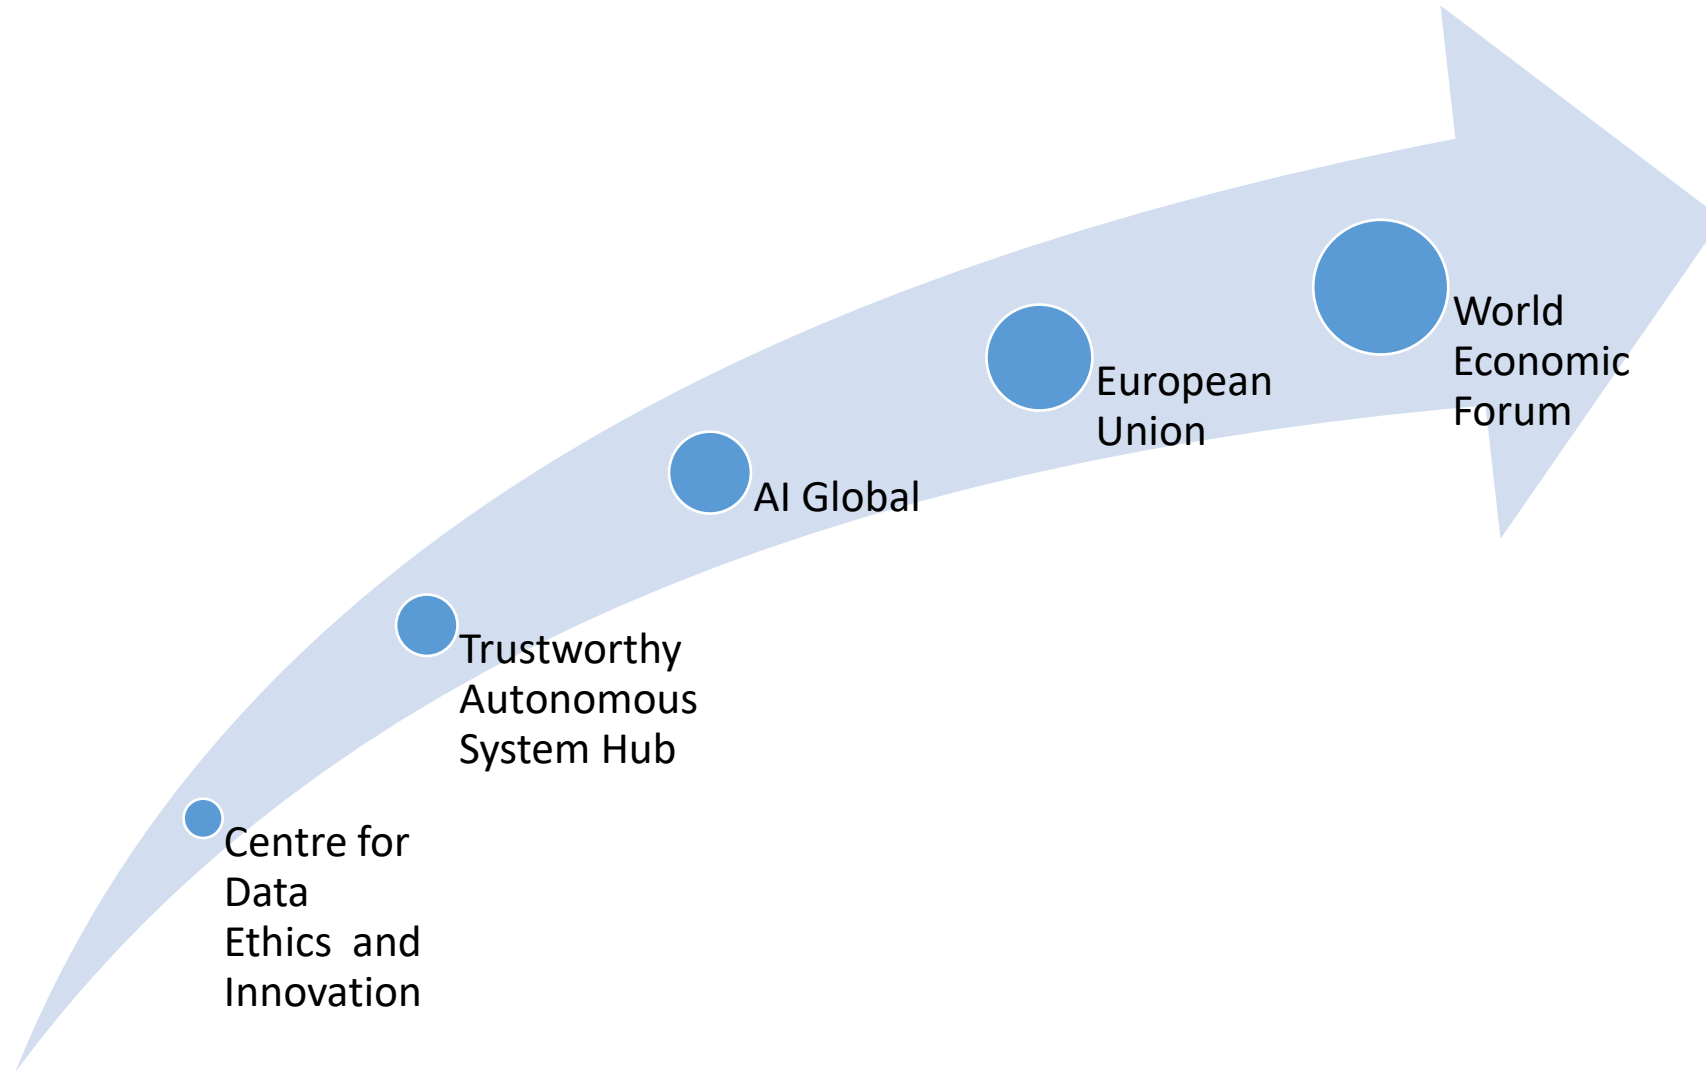 Centre for
Data
Ethics  and
Innovation
Trustworthy
Autonomous
System Hub
AI Global
European
Union
World
Economic
Forum